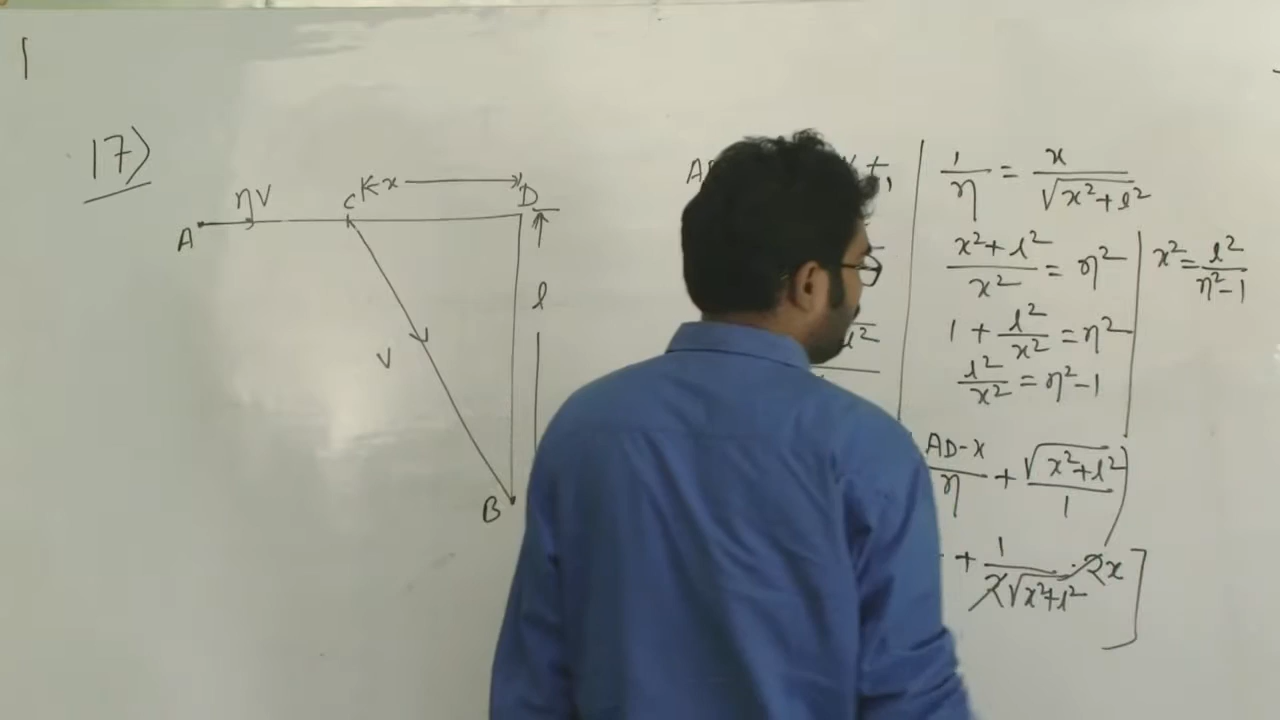 17)
ηV
C
x
D
A
l
V
B
1/η = x/√(x²+l²)
(x²+l²)/x² = η²
x² = l²/(η²-1)
1 + l²/x² = η²
l²/x² = η²-1
(AD-x)/η + √(x²+l²)/1
+ 1/(2√(x²+l²)) · 2x ]